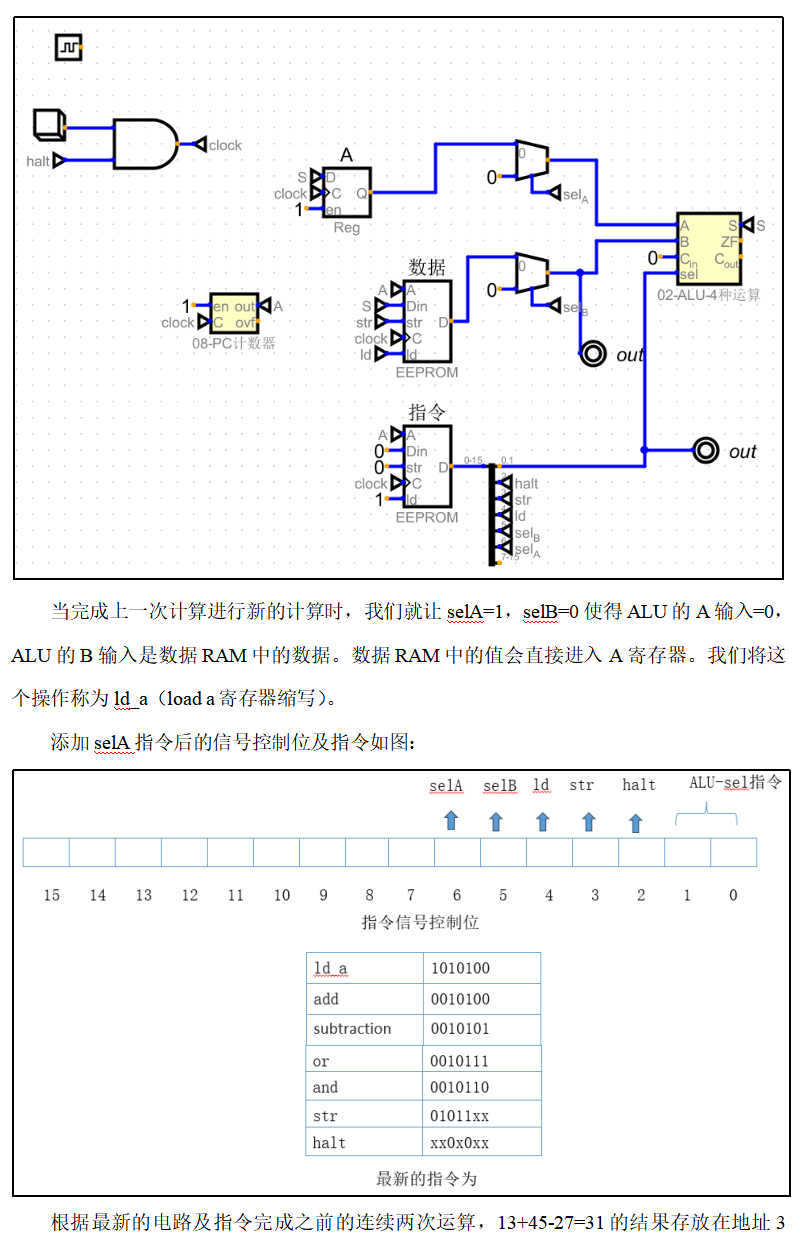 halt
clock
A
S
D
clock
C
Q
1
en
Reg
0
0
selA
A
S
S
B
ZF
0
Cin
Cout
sel
02-ALU-4种运算
数据
A
A
S
Din
str
str
D
clock
C
ld
ld
EEPROM
0
0
selB
out
1
en out
A
clock
C ovf
08-PC计数器
指令
A
A
0
Din
0
str
D
clock
C
1
ld
EEPROM
0-15
0,1
halt
str
ld
selB
selA
7-15
out
当完成上一次计算进行新的计算时，我们就让 selA=1，selB=0 使得 ALU 的 A 输入=0，
ALU 的 B 输入是数据 RAM 中的数据。数据 RAM 中的值会直接进入 A 寄存器。我们将这
个操作称为 ld_a（load a 寄存器缩写）。
添加 selA 指令后的信号控制位及指令如图：
selA selB ld str halt ALU-sel指令
15 14 13 12 11 10 9 8 7 6 5 4 3 2 1 0
指令信号控制位
ld_a 1010100
add 0010100
subtraction 0010101
or 0010111
and 0010110
str 01011xx
halt xx0x0xx
最新的指令为
根据最新的电路及指令完成之前的连续两次运算，13+45-27=31 的结果存放在地址 3